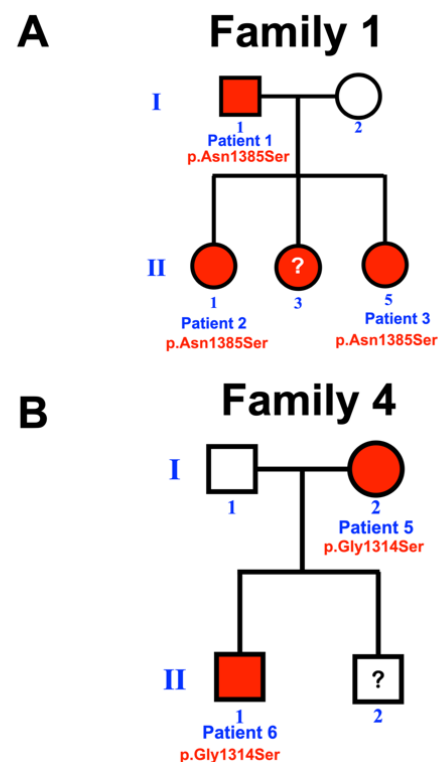 A
Family 1
I
1
2
Patient 1
p.Asn1385Ser
II
?
1
3
5
Patient 2
Patient 3
p.Asn1385Ser
p.Asn1385Ser
B
Family 4
I
1
2
Patient 5
p.Gly1314Ser
II
?
1
2
Patient 6
p.Gly1314Ser